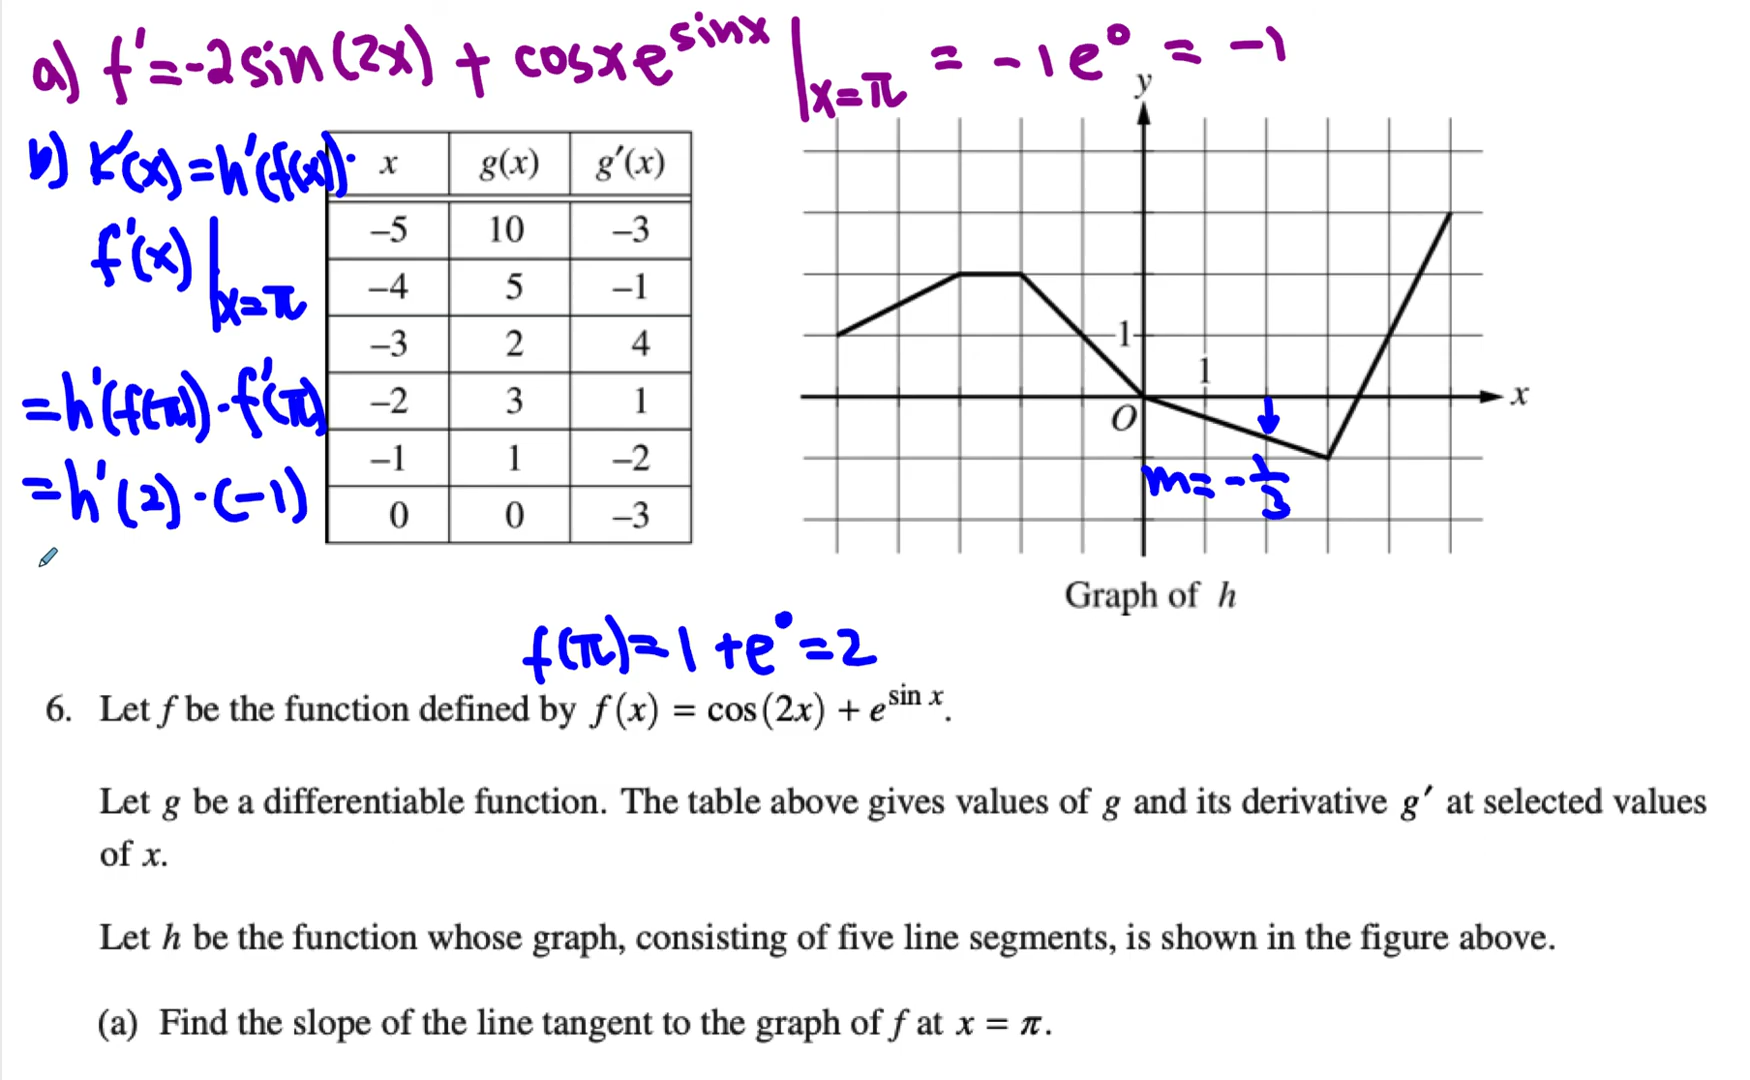 a) f'=-2sin(2x) + cosxe^sinx |x=π = -1e^0 = -1
b) k'(x)=h'(f(x))·
f'(x)|x=π
=h'(f(π))·f'(π)
=h'(2)·(-1)
x g(x) g′(x)
–5 10 –3
–4 5 –1
–3 2 4
–2 3 1
–1 1 –2
0 0 –3
y
1
1
x
O
m=-1/3
Graph of h
f(π)=1+e^0=2
6. Let f be the function defined by f(x) = cos(2x) + e^sin x.
Let g be a differentiable function. The table above gives values of g and its derivative g′ at selected values
of x.
Let h be the function whose graph, consisting of five line segments, is shown in the figure above.
(a) Find the slope of the line tangent to the graph of f at x = π.